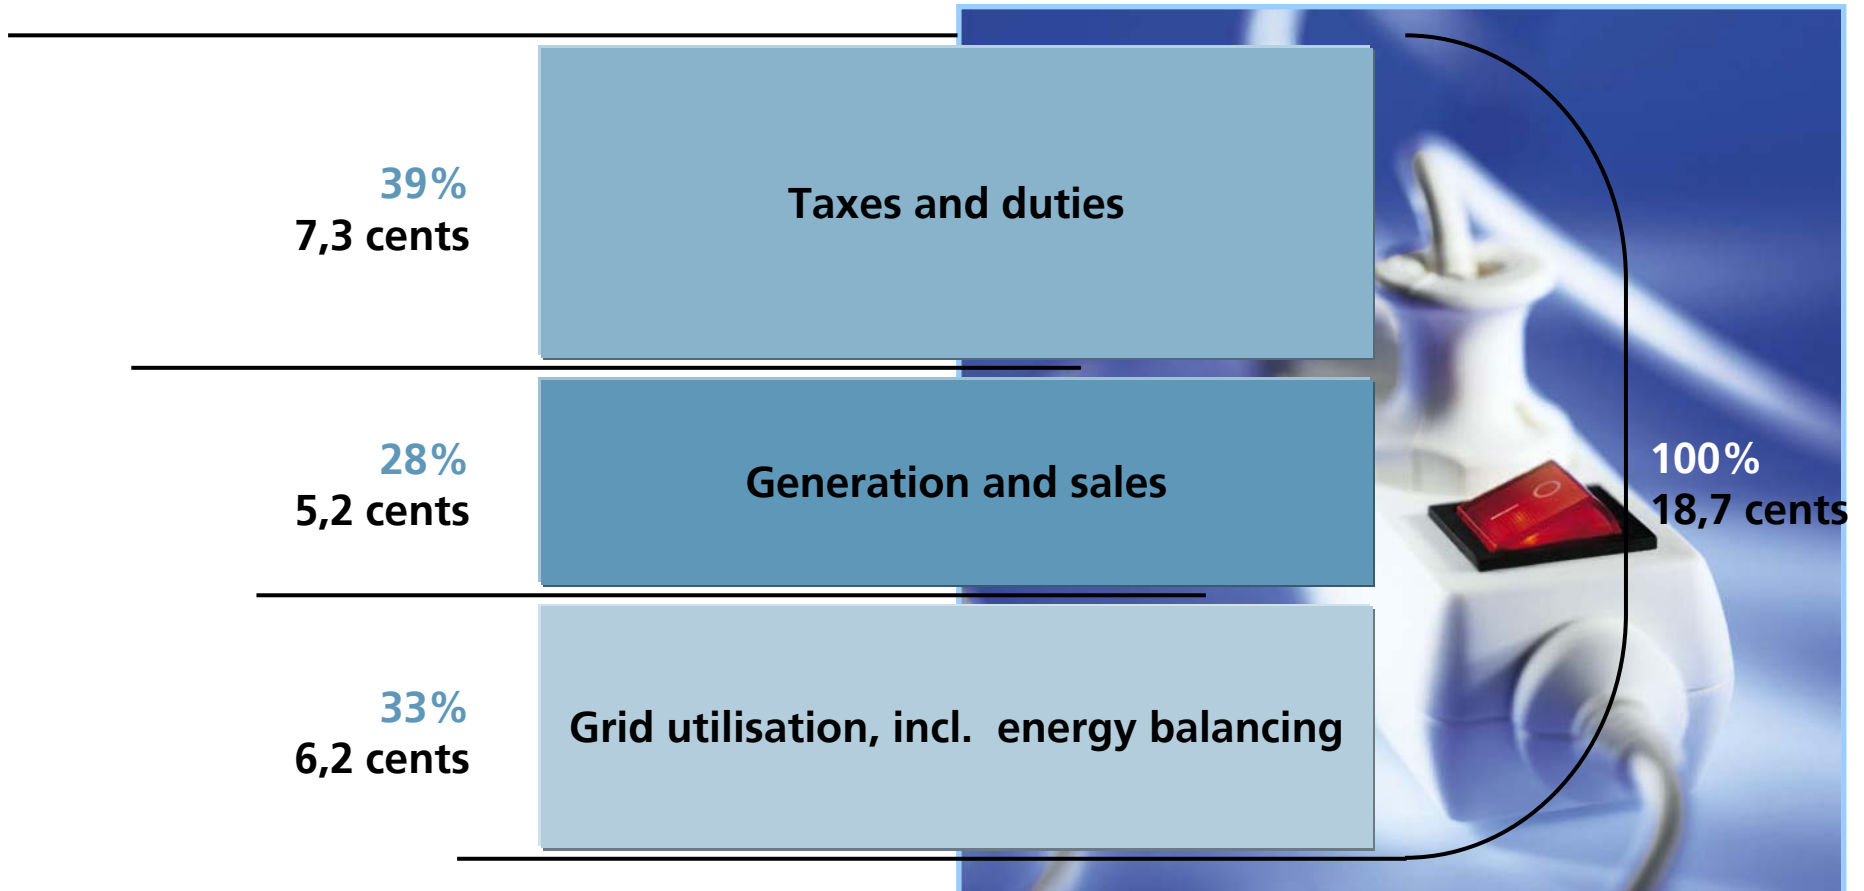 39%
7,3 cents
Taxes and duties
28%
5,2 cents
Generation and sales
100%
18,7 cents
33%
6,2 cents
Grid utilisation, incl.  energy balancing